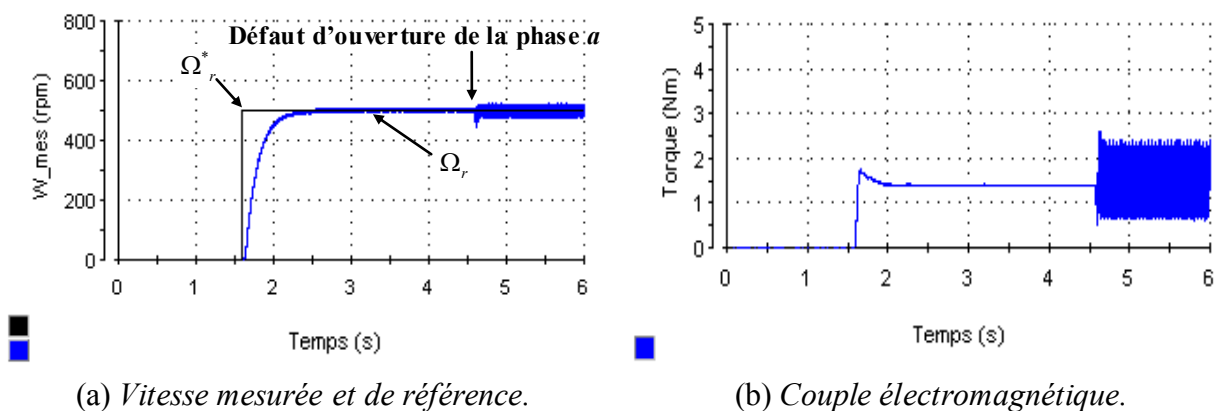 800
600
400
200
0
W_mes (rpm)
Défaut d'ouverture de la phase a
Ω*r
Ωr
0 1 2 3 4 5 6
Temps (s)
(a) Vitesse mesurée et de référence.
5
4
3
2
1
0
Torque (Nm)
0 1 2 3 4 5 6
Temps (s)
(b) Couple électromagnétique.